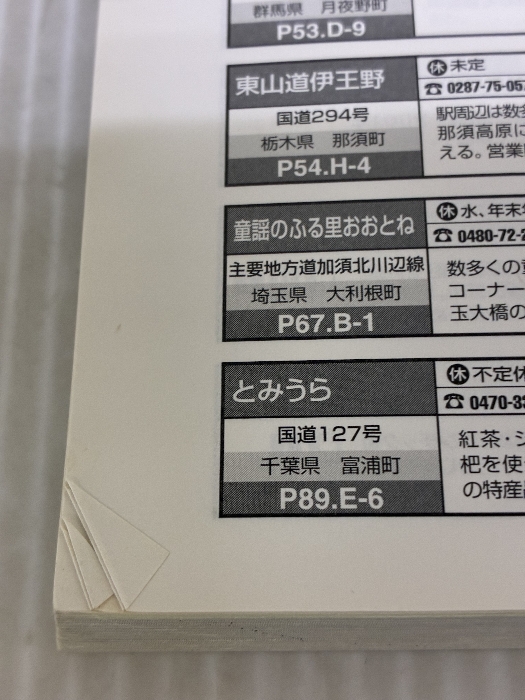 群馬県 月夜野町
P53.D-9
東山道伊王野
国道294号
栃木県 那須町
P54.H-4
休 未定
☎ 0287-75-05
駅周辺は数
那須高原に
える。営業
童謡のふる里おおとね
主要地方道加須北川辺線
埼玉県 大利根町
P67.B-1
休 水、年末
☎ 0480-72-
数多くの
コーナー
玉大橋の
とみうら
国道127号
千葉県 富浦町
P89.E-6
休 不定休
☎ 0470-3
紅茶・ジ
杷を使
の特産